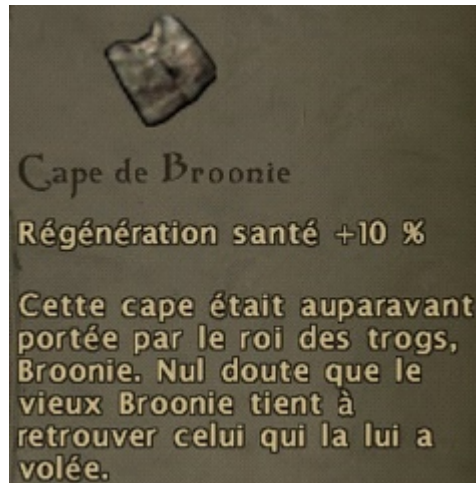 Cape de Broonie
Régénération santé +10 %
Cette cape était auparavant
portée par le roi des trogs,
Broonie. Nul doute que le
vieux Broonie tient à
retrouver celui qui la lui a
volée.